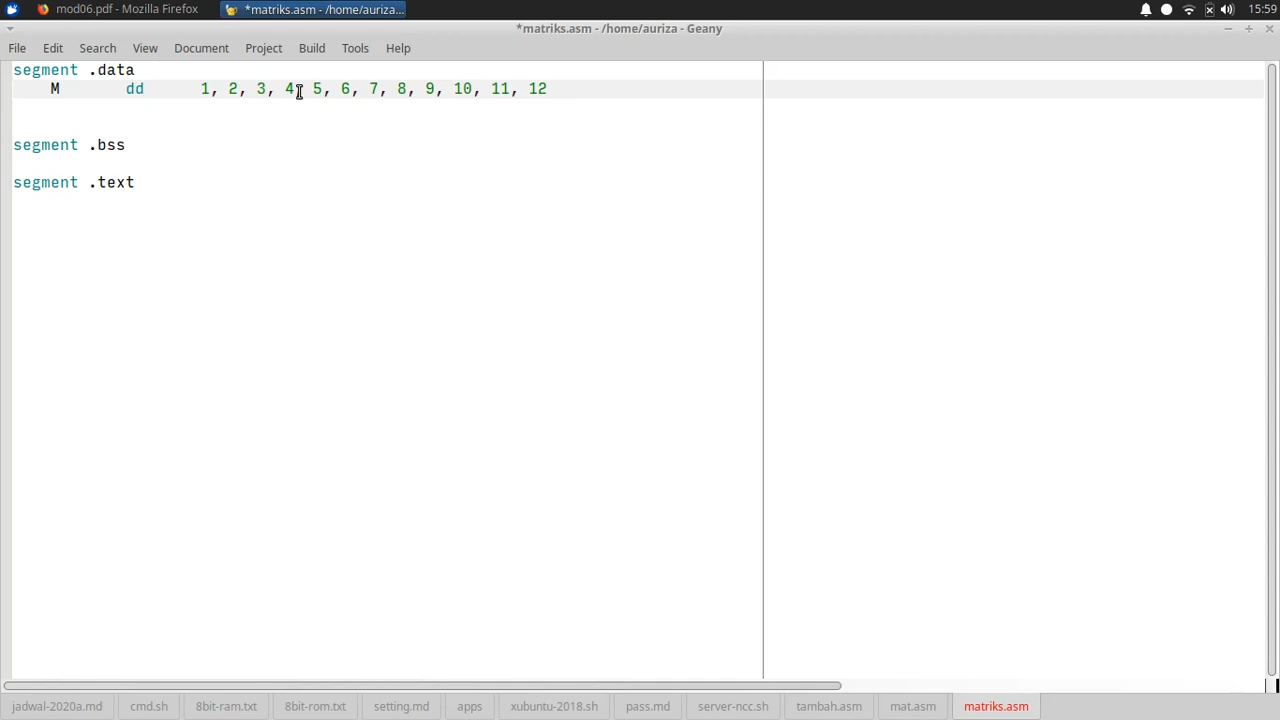 mod06.pdf - Mozilla Firefox
*matriks.asm - /home/auriza...
15:59
*matriks.asm - /home/auriza - Geany
File Edit Search View Document Project Build Tools Help
segment .data
M dd 1, 2, 3, 4, 5, 6, 7, 8, 9, 10, 11, 12
segment .bss
segment .text
jadwal-2020a.md cmd.sh 8bit-ram.txt 8bit-rom.txt setting.md apps xubuntu-2018.sh pass.md server-ncc.sh tambah.asm mat.asm matriks.asm